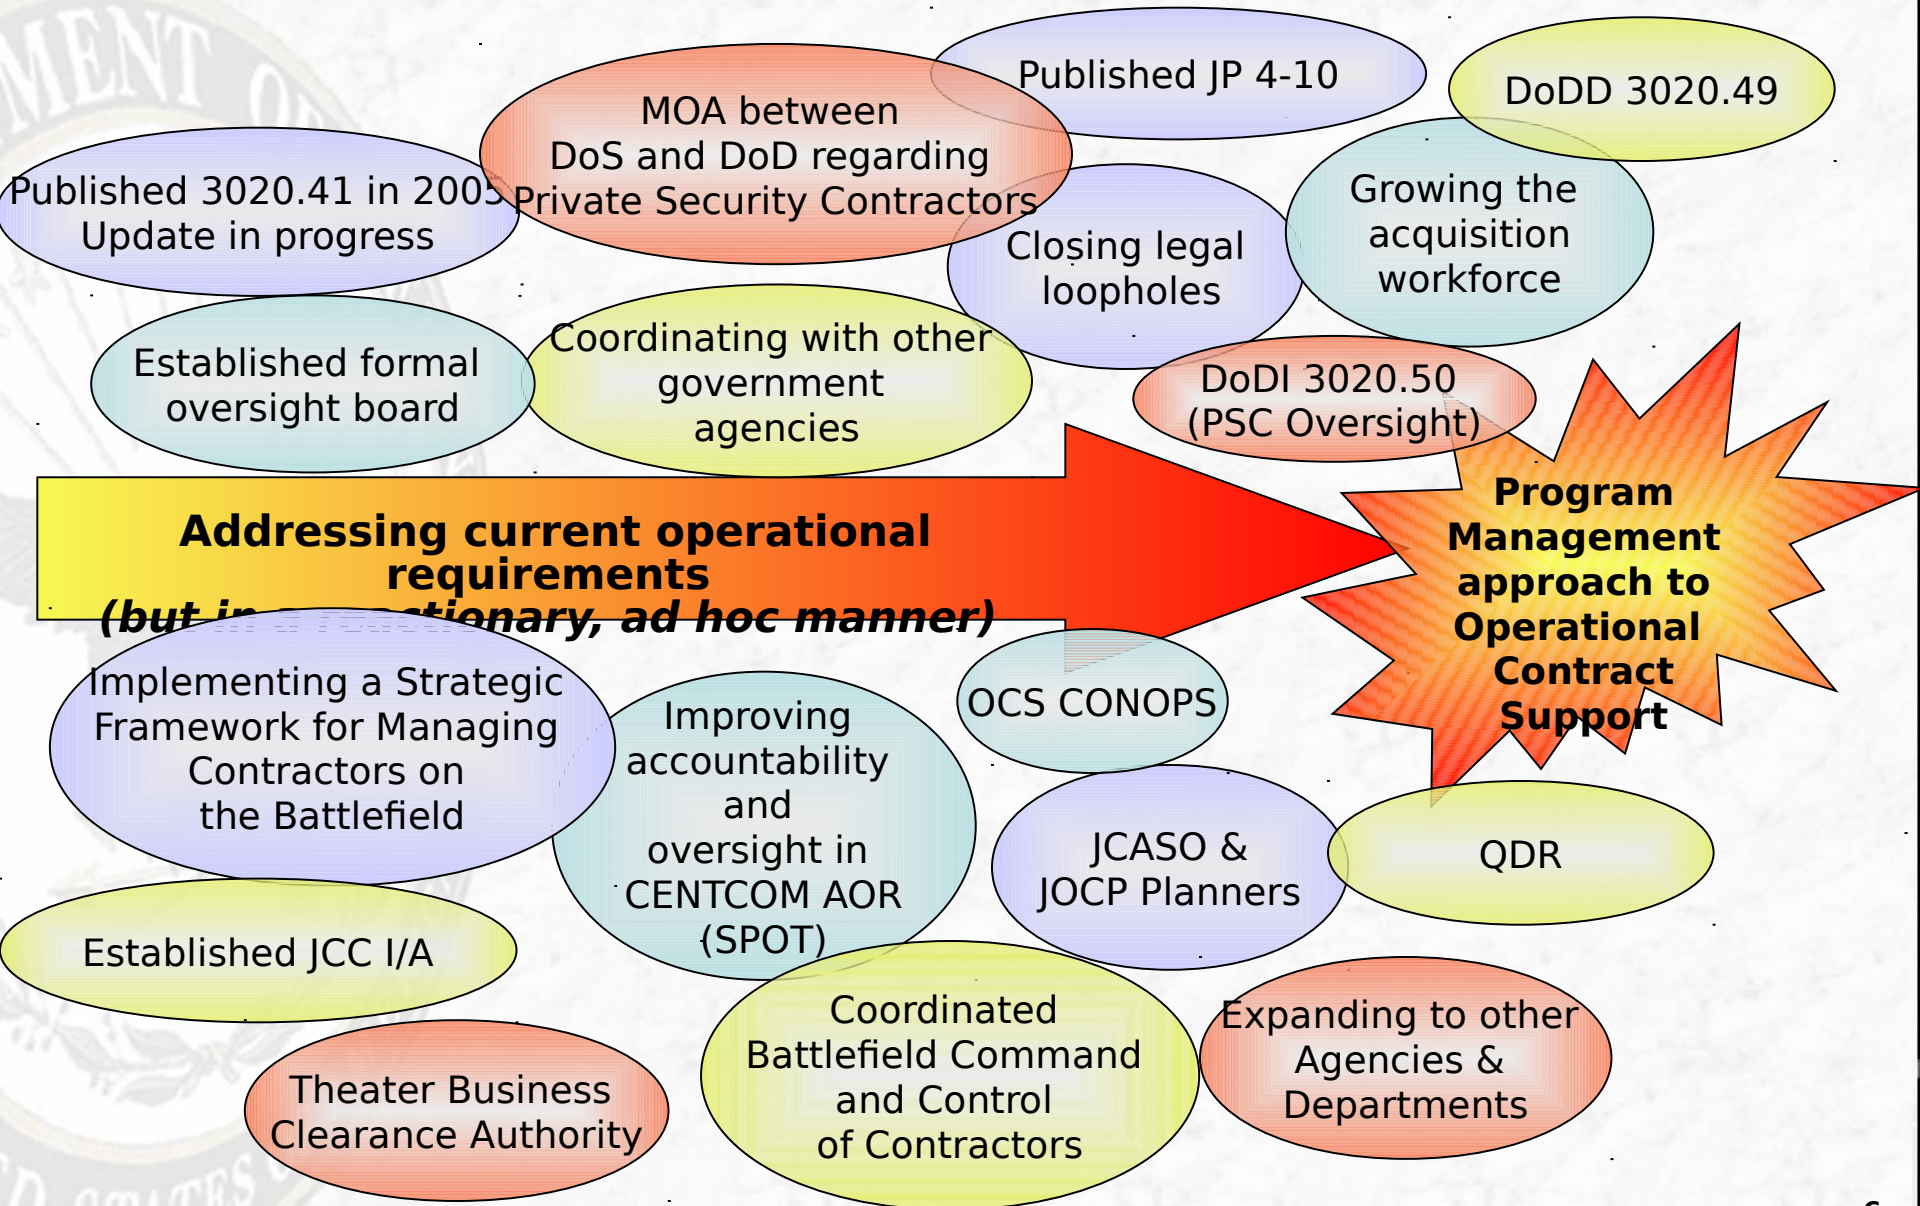 MENT OF
Published JP 4-10
DoDD 3020.49
MOA between
DoS and DoD regarding
Private Security Contractors
Published 3020.41 in 2005
Update in progress
Growing the
acquisition
workforce
Closing legal
loopholes
Established formal
oversight board
Coordinating with other
government
agencies
DoDI 3020.50
(PSC Oversight)
Addressing current operational
requirements
(but in a reactionary, ad hoc manner)
Program
Management
approach to
Operational
Contract
Support
Implementing a Strategic
Framework for Managing
Contractors on
the Battlefield
Improving
accountability
and
oversight in
CENTCOM AOR
(SPOT)
OCS CONOPS
JCASO &
JOCP Planners
QDR
Established JCC I/A
Theater Business
Clearance Authority
Coordinated
Battlefield Command
and Control
of Contractors
Expanding to other
Agencies &
Departments
D STATES